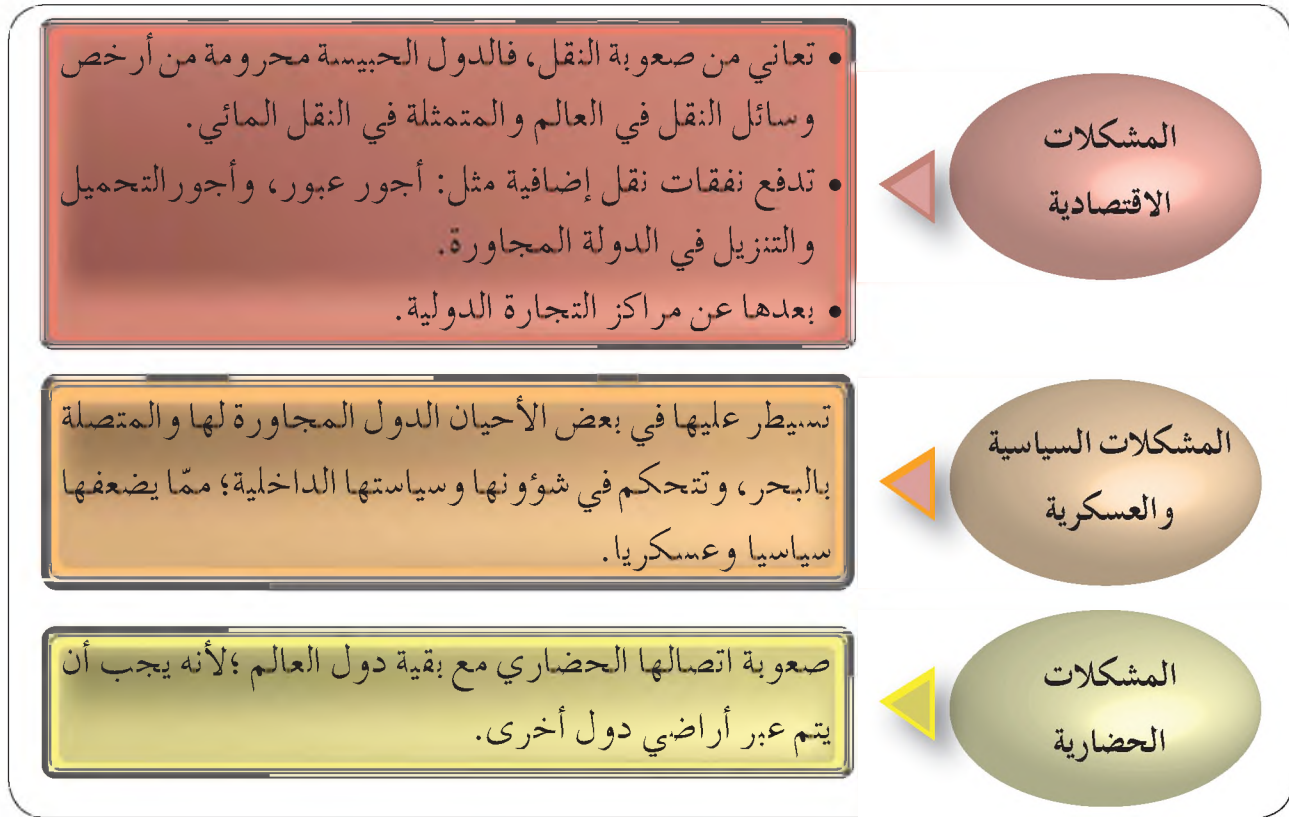 المشكلات
الاقتصادية
• تعاني من صعوبة النقل، فالدول الحبيسة محرومة من أرخص
وسائل النقل في العالم والمتمثلة في النقل المائي.
• تدفع نفقات نقل إضافية مثل: أجور عبور، وأجور التحميل
والتنزيل في الدولة المجاورة.
• بعدها عن مراكز التجارة الدولية.
المشكلات السياسية
والعسكرية
تسيطر عليها في بعض الأحيان الدول المجاورة لها والمتصلة
بالبحر، وتتحكم في شؤونها وسياستها الداخلية؛ ممّا يضعفها
سياسيا وعسكريا.
المشكلات
الحضارية
صعوبة اتصالها الحضاري مع بقية دول العالم ؛لأنه يجب أن
يتم عبر أراضي دول أخرى.